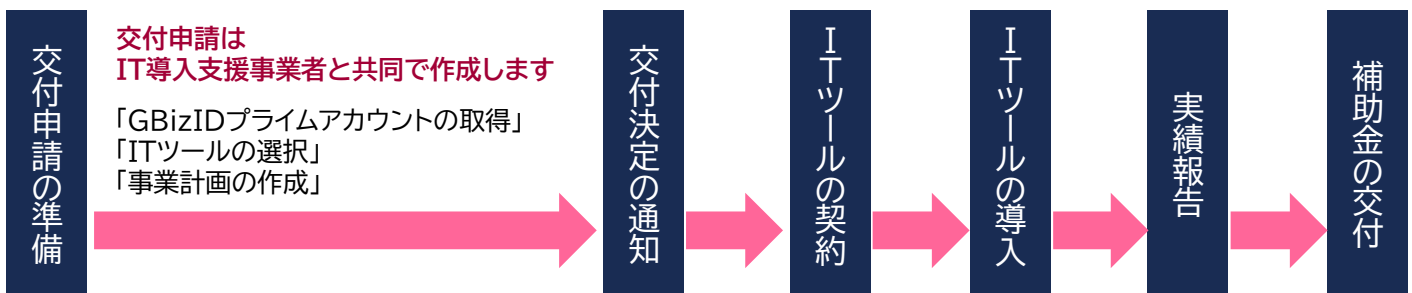 交付申請の準備
交付申請は
IT導入支援事業者と共同で作成します
「GBizIDプライムアカウントの取得」
「ITツールの選択」
「事業計画の作成」
交付決定の通知
ITツールの契約
ITツールの導入
実績報告
補助金の交付